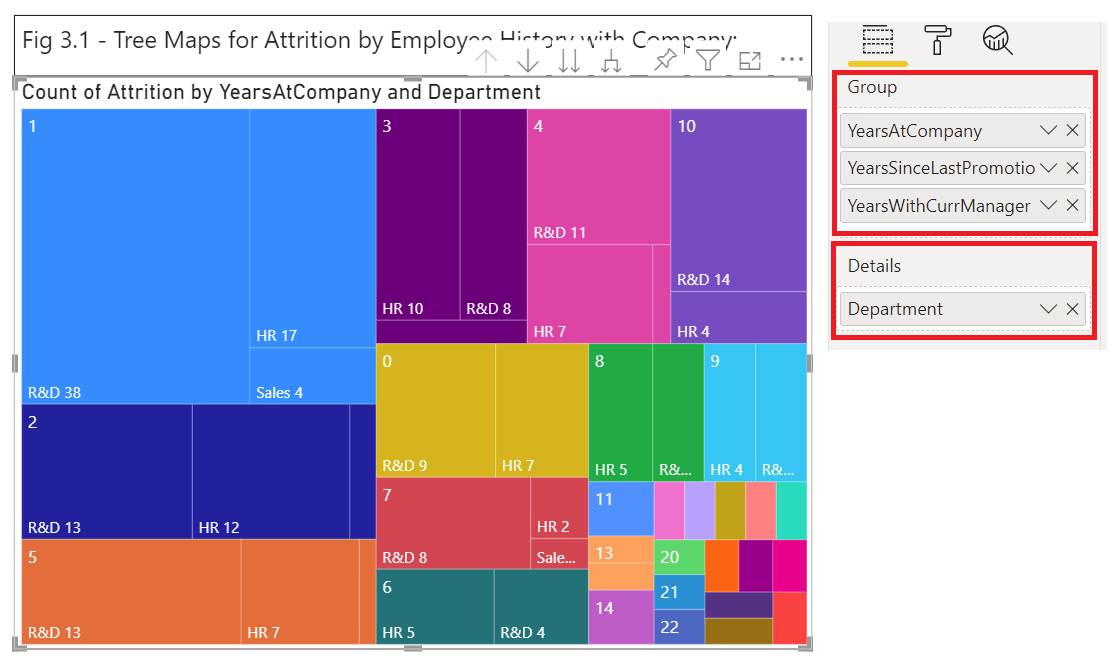 Fig 3.1 - Tree Maps for Attrition by Employee History with Company:
Count of Attrition by YearsAtCompany and Department
1
R&D 38
HR 17
Sales 4
2
R&D 13
HR 12
5
R&D 13
HR 7
3
HR 10
R&D 8
4
R&D 11
HR 7
10
R&D 14
HR 4
0
R&D 9
HR 7
7
R&D 8
HR 2
Sale...
6
HR 5
R&D 4
8
HR 5
R&...
9
HR 4
R&...
11
13
14
20
21
22
Group
YearsAtCompany
YearsSinceLastPromotio
YearsWithCurrManager
Details
Department